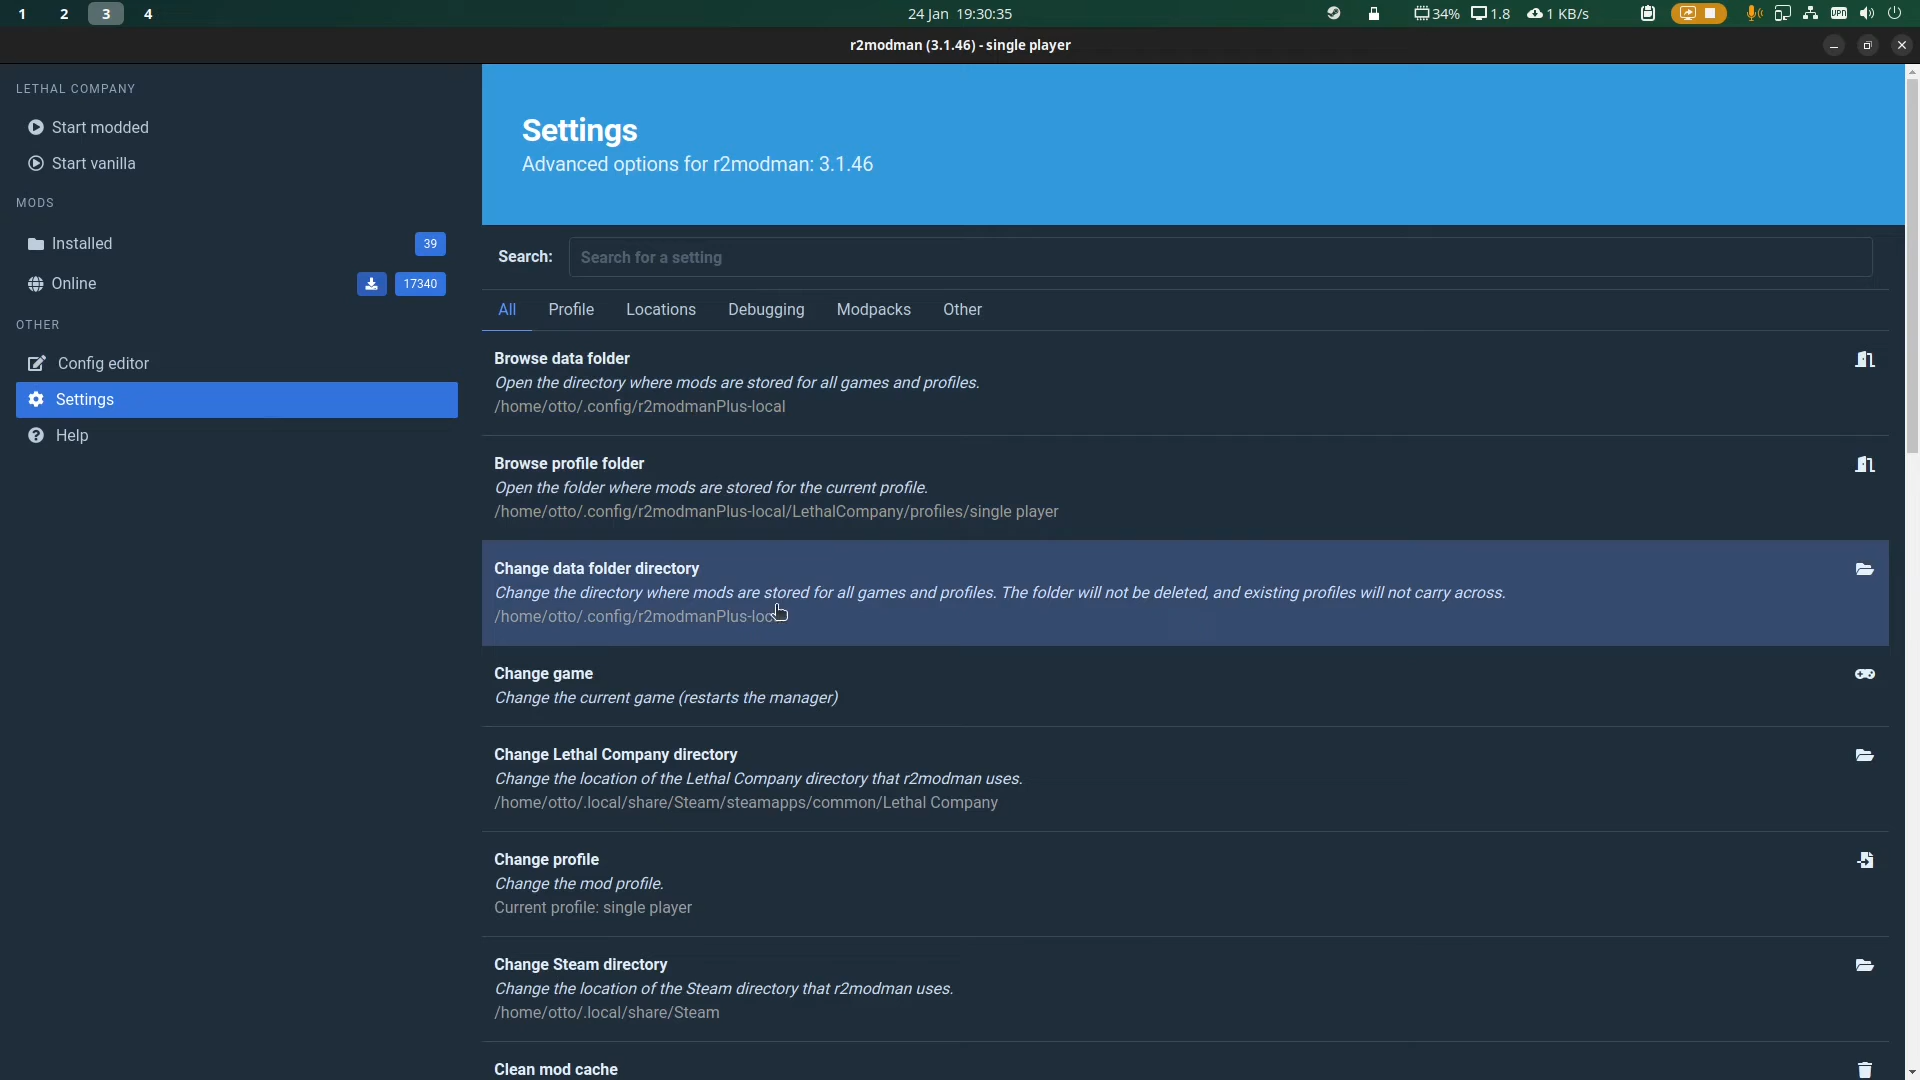 1 2 3 4 24 Jan 19:30:35 34% 1.8 1 KB/s VPN
r2modman (3.1.46) - single player
LETHAL COMPANY
Start modded
Start vanilla
MODS
Installed 39
Online 17340
OTHER
Config editor
Settings
Help
Settings
Advanced options for r2modman: 3.1.46
Search: Search for a setting
All Profile Locations Debugging Modpacks Other
Browse data folder
Open the directory where mods are stored for all games and profiles.
/home/otto/.config/r2modmanPlus-local
Browse profile folder
Open the folder where mods are stored for the current profile.
/home/otto/.config/r2modmanPlus-local/LethalCompany/profiles/single player
Change data folder directory
Change the directory where mods are stored for all games and profiles. The folder will not be deleted, and existing profiles will not carry across.
/home/otto/.config/r2modmanPlus-local
Change game
Change the current game (restarts the manager)
Change Lethal Company directory
Change the location of the Lethal Company directory that r2modman uses.
/home/otto/.local/share/Steam/steamapps/common/Lethal Company
Change profile
Change the mod profile.
Current profile: single player
Change Steam directory
Change the location of the Steam directory that r2modman uses.
/home/otto/.local/share/Steam
Clean mod cache